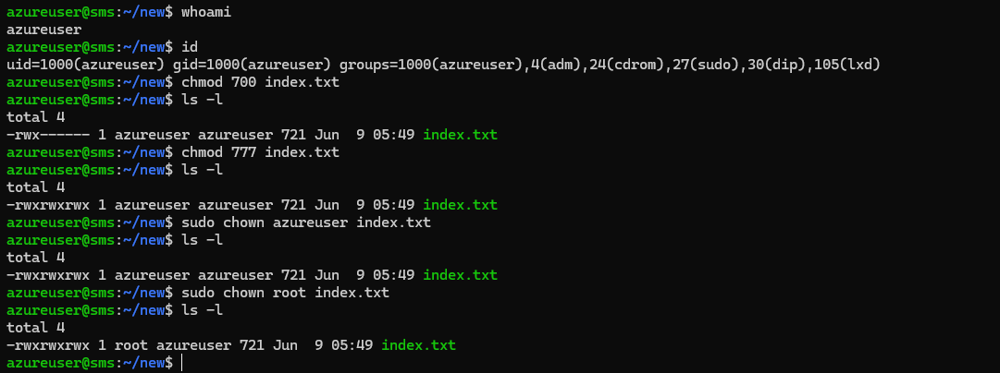 azureuser@sms:~/new$ whoami
azureuser
azureuser@sms:~/new$ id
uid=1000(azureuser) gid=1000(azureuser) groups=1000(azureuser),4(adm),24(cdrom),27(sudo),30(dip),105(lxd)
azureuser@sms:~/new$ chmod 700 index.txt
azureuser@sms:~/new$ ls -l
total 4
-rwx------ 1 azureuser azureuser 721 Jun  9 05:49 index.txt
azureuser@sms:~/new$ chmod 777 index.txt
azureuser@sms:~/new$ ls -l
total 4
-rwxrwxrwx 1 azureuser azureuser 721 Jun  9 05:49 index.txt
azureuser@sms:~/new$ sudo chown azureuser index.txt
azureuser@sms:~/new$ ls -l
total 4
-rwxrwxrwx 1 azureuser azureuser 721 Jun  9 05:49 index.txt
azureuser@sms:~/new$ sudo chown root index.txt
azureuser@sms:~/new$ ls -l
total 4
-rwxrwxrwx 1 root azureuser 721 Jun  9 05:49 index.txt
azureuser@sms:~/new$